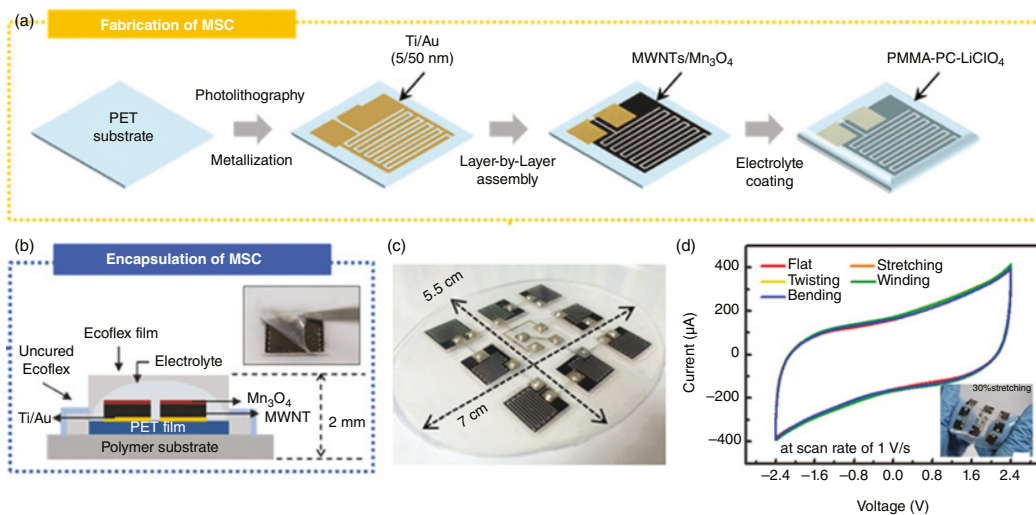 (a)
Fabrication of MSC
PET
substrate
Photolithography
Metallization
Ti/Au
(5/50 nm)
Layer-by-Layer
assembly
MWNTs/Mn₃O₄
Electrolyte
coating
PMMA-PC-LiClO₄
(b)
Encapsulation of MSC
Ecoflex film
Uncured
Ecoflex
Electrolyte
Ti/Au
Mn₃O₄
MWNT
PET film
Polymer substrate
2 mm
(c)
5.5 cm
7 cm
(d)
Flat
Twisting
Bending
Stretching
Winding
Current (µA)
400
200
0
−200
−400
30%stretching
at scan rate of 1 V/s
−2.4 −1.6 −0.8 0.0 0.8 1.6 2.4
Voltage (V)